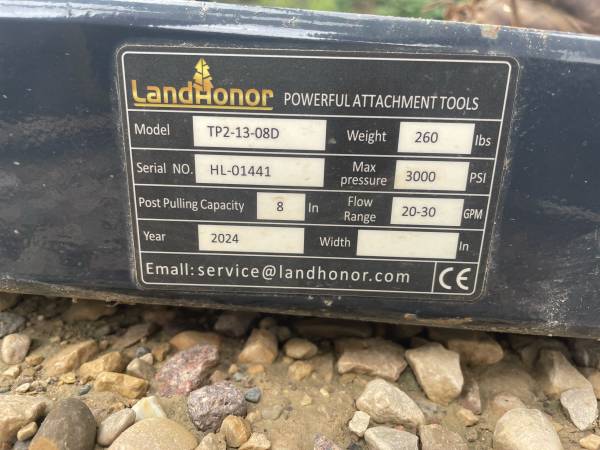 LandHonor POWERFUL ATTACHMENT TOOLS
Model TP2-13-08D Weight 260 lbs
Serial NO. HL-01441 Max pressure 3000 PSI
Post Pulling Capacity 8 In Flow Range 20-30 GPM
Year 2024 Width In
Email: service@landhonor.com CE